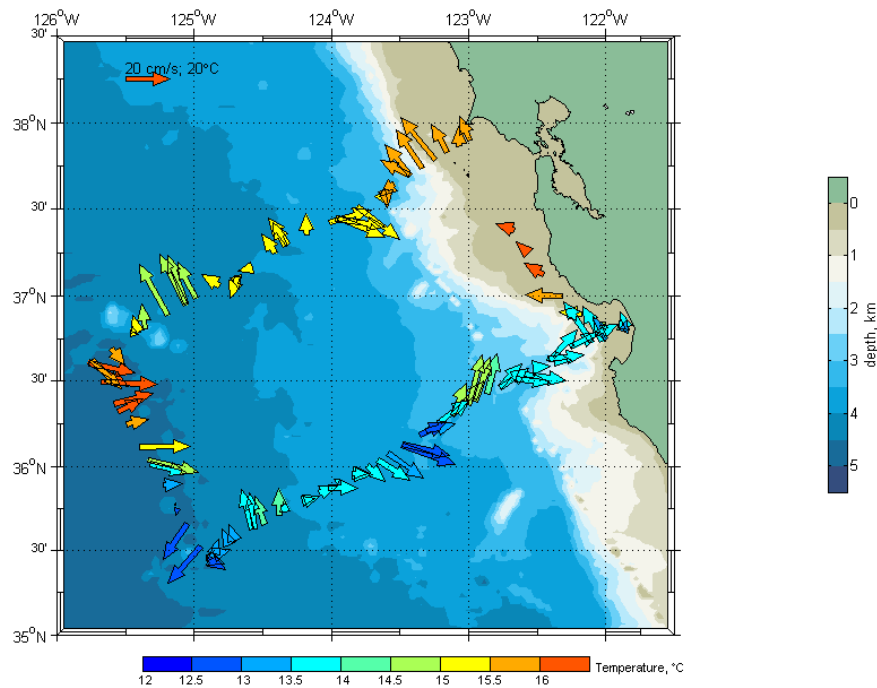 126°W 125°W 124°W 123°W 122°W
30'
20 cm/s; 20°C
38°N
30'
37°N
30'
36°N
30'
35°N
0
1
2
3
4
5
depth, km
12 12.5 13 13.5 14 14.5 15 15.5 16
Temperature, °C